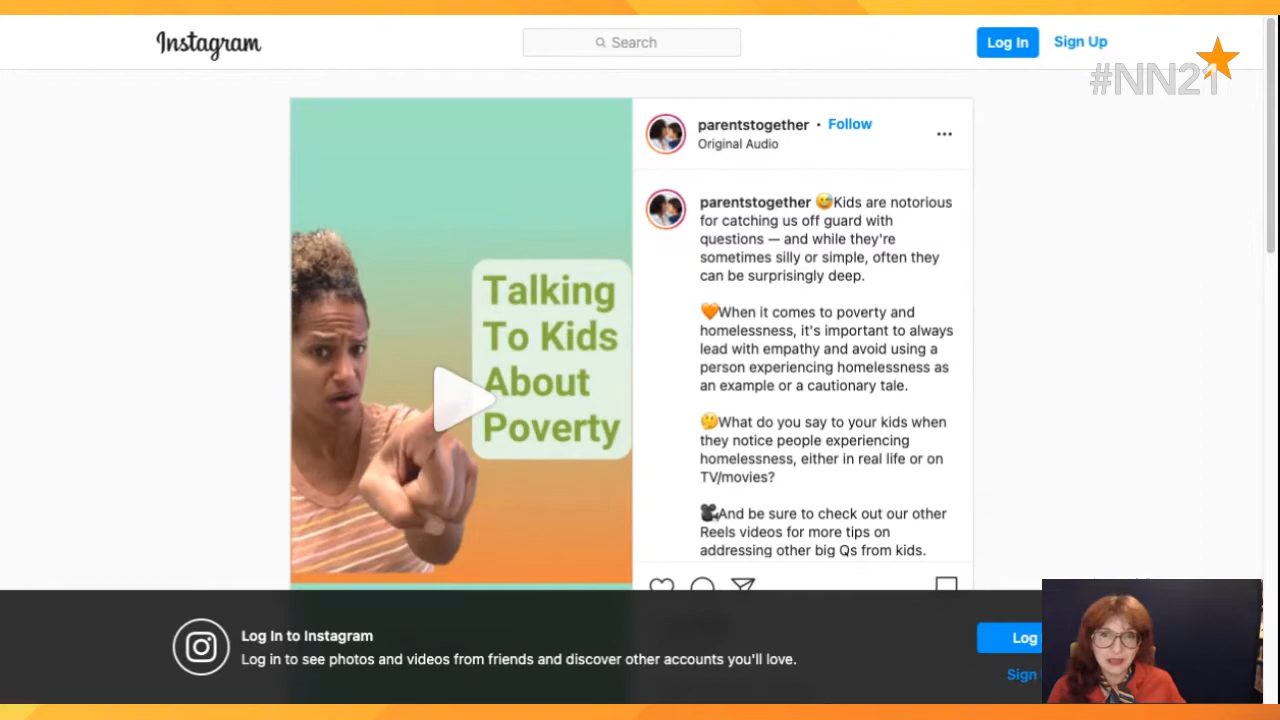 Instagram
Search
Log In
Sign Up
#NN21
parentstogether • Follow
Original Audio
Talking
To Kids
About
Poverty
parentstogether 😅Kids are notorious
for catching us off guard with
questions — and while they're
sometimes silly or simple, often they
can be surprisingly deep.
🧡When it comes to poverty and
homelessness, it's important to always
lead with empathy and avoid using a
person experiencing homelessness as
an example or a cautionary tale.
🤔What do you say to your kids when
they notice people experiencing
homelessness, either in real life or on
TV/movies?
🎥And be sure to check out our other
Reels videos for more tips on
addressing other big Qs from kids.
Log In to Instagram
Log in to see photos and videos from friends and discover other accounts you'll love.
Log
Sign